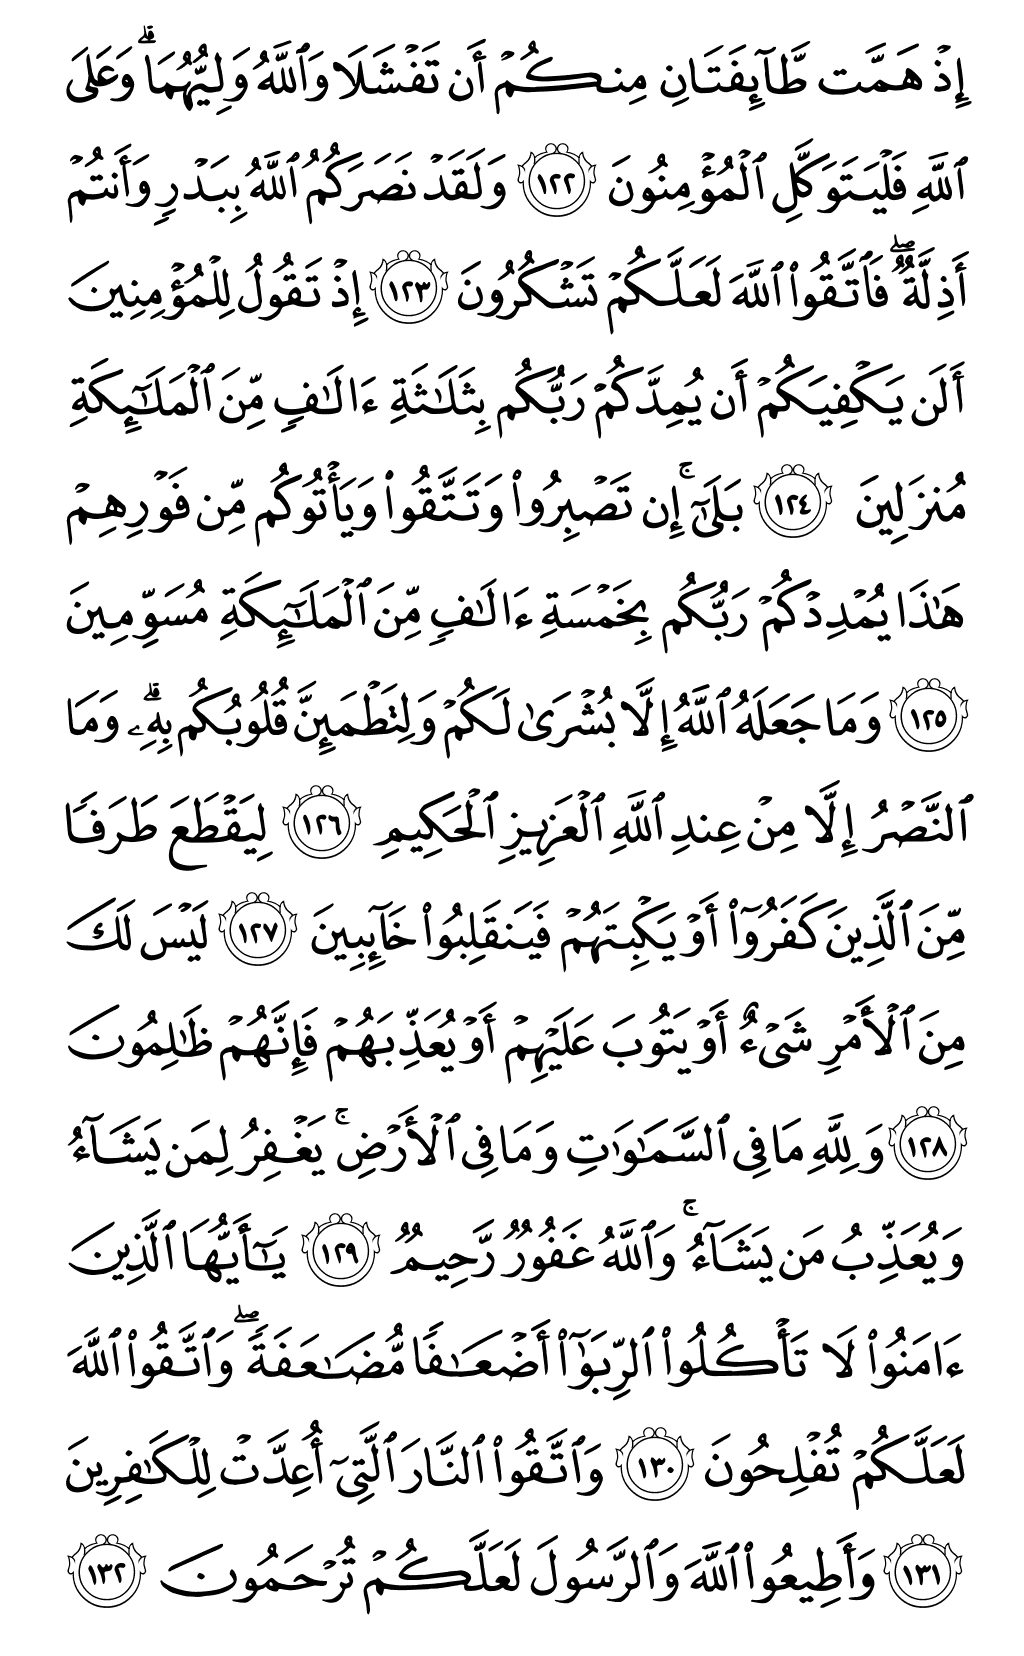 إِذۡ هَمَّت طَّآئِفَتَانِ مِنكُمۡ أَن تَفۡشَلَا وَٱللَّهُ وَلِيُّهُمَاۗ وَعَلَى
ٱللَّهِ فَلۡيَتَوَكَّلِ ٱلۡمُؤۡمِنُونَ ١٢٢ وَلَقَدۡ نَصَرَكُمُ ٱللَّهُ بِبَدۡرٖ وَأَنتُمۡ
أَذِلَّةٞۖ فَٱتَّقُواْ ٱللَّهَ لَعَلَّكُمۡ تَشۡكُرُونَ ١٢٣ إِذۡ تَقُولُ لِلۡمُؤۡمِنِينَ
أَلَن يَكۡفِيَكُمۡ أَن يُمِدَّكُمۡ رَبُّكُم بِثَلَٰثَةِ ءَالَٰفٖ مِّنَ ٱلۡمَلَٰٓئِكَةِ
مُنزَلِينَ ١٢٤ بَلَىٰٓۚ إِن تَصۡبِرُواْ وَتَتَّقُواْ وَيَأۡتُوكُم مِّن فَوۡرِهِمۡ
هَٰذَا يُمۡدِدۡكُمۡ رَبُّكُم بِخَمۡسَةِ ءَالَٰفٖ مِّنَ ٱلۡمَلَٰٓئِكَةِ مُسَوِّمِينَ
١٢٥ وَمَا جَعَلَهُ ٱللَّهُ إِلَّا بُشۡرَىٰ لَكُمۡ وَلِتَطۡمَئِنَّ قُلُوبُكُم بِهِۦۗ وَمَا
ٱلنَّصۡرُ إِلَّا مِنۡ عِندِ ٱللَّهِ ٱلۡعَزِيزِ ٱلۡحَكِيمِ ١٢٦ لِيَقۡطَعَ طَرَفٗا
مِّنَ ٱلَّذِينَ كَفَرُوٓاْ أَوۡ يَكۡبِتَهُمۡ فَيَنقَلِبُواْ خَآئِبِينَ ١٢٧ لَيۡسَ لَكَ
مِنَ ٱلۡأَمۡرِ شَيۡءٌ أَوۡ يَتُوبَ عَلَيۡهِمۡ أَوۡ يُعَذِّبَهُمۡ فَإِنَّهُمۡ ظَٰلِمُونَ
١٢٨ وَلِلَّهِ مَا فِي ٱلسَّمَٰوَٰتِ وَمَا فِي ٱلۡأَرۡضِۚ يَغۡفِرُ لِمَن يَشَآءُ
وَيُعَذِّبُ مَن يَشَآءُۚ وَٱللَّهُ غَفُورٞ رَّحِيمٞ ١٢٩ يَٰٓأَيُّهَا ٱلَّذِينَ
ءَامَنُواْ لَا تَأۡكُلُواْ ٱلرِّبَوٰٓاْ أَضۡعَٰفٗا مُّضَٰعَفَةٗۖ وَٱتَّقُواْ ٱللَّهَ
لَعَلَّكُمۡ تُفۡلِحُونَ ١٣٠ وَٱتَّقُواْ ٱلنَّارَ ٱلَّتِيٓ أُعِدَّتۡ لِلۡكَٰفِرِينَ
١٣١ وَأَطِيعُواْ ٱللَّهَ وَٱلرَّسُولَ لَعَلَّكُمۡ تُرۡحَمُونَ ١٣٢